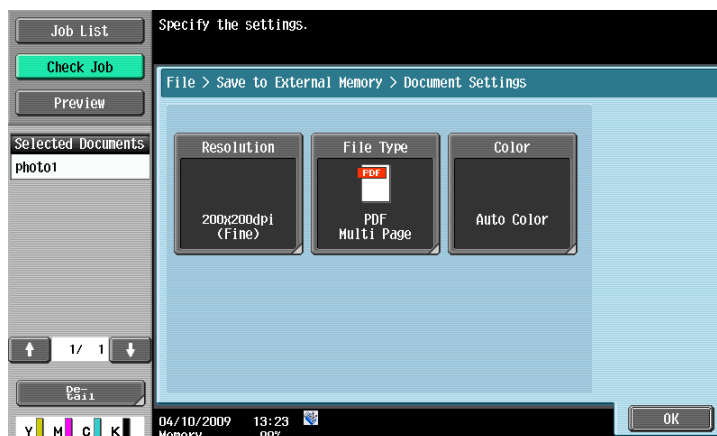 Job List
Check Job
Preview
Selected Documents
photo1
1/ 1
De-
tail
Y M C K
Specify the settings.
File > Save to External Memory > Document Settings
Resolution
200x200dpi
(Fine)
File Type
PDF
PDF
Multi Page
Color
Auto Color
04/10/2009 13:23
Memory
OK